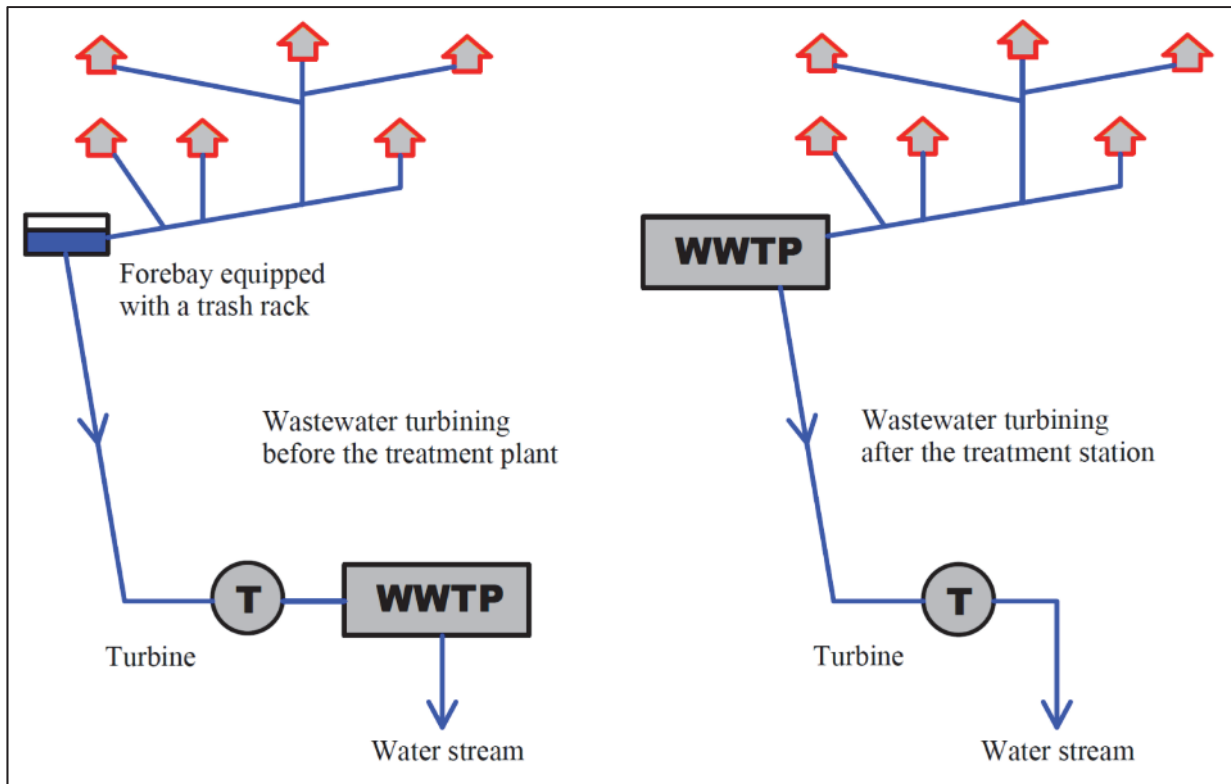 Forebay equipped
with a trash rack
Wastewater turbining
before the treatment plant
T
WWTP
Turbine
Water stream
WWTP
Wastewater turbining
after the treatment station
T
Turbine
Water stream